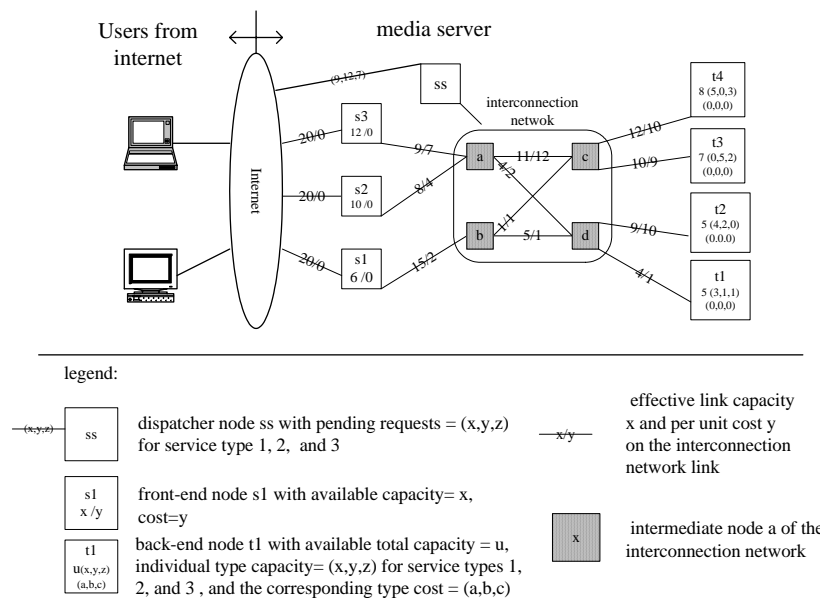 Users from
internet
media server
(9,12,7)
ss
interconnection
netwok
t4
8 (5,0,3)
(0,0,0)
s3
12 /0
20/0
9/7
a
11/12
c
12/10
t3
7 (0,5,2)
(0,0,0)
10/9
4/2
8/4
Internet
s2
10 /0
20/0
t2
5 (4,2,0)
(0.0.0)
9/10
1/1
b
5/1
d
20/0
s1
6 /0
15/2
4/1
t1
5 (3,1,1)
(0,0,0)
legend:
(x,y,z)
ss
dispatcher node ss with pending requests = (x,y,z)
for service type 1, 2, and 3
x/y
effective link capacity
x and per unit cost y
on the interconnection
network link
s1
x /y
front-end node s1 with available capacity= x,
cost=y
t1
u(x,y,z)
(a,b,c)
back-end node t1 with available total capacity = u,
individual type capacity= (x,y,z) for service types 1,
2, and 3 , and the corresponding type cost = (a,b,c)
x
intermediate node a of the
interconnection network